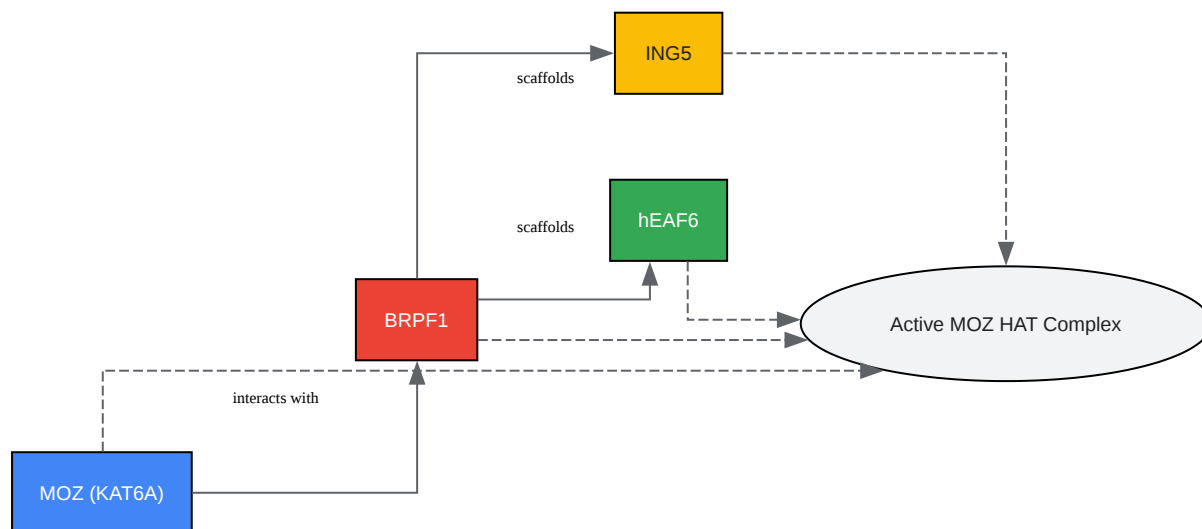 ING5
scaffolds
hEAF6
scaffolds
BRPF1
Active MOZ HAT Complex
interacts with
MOZ (KAT6A)